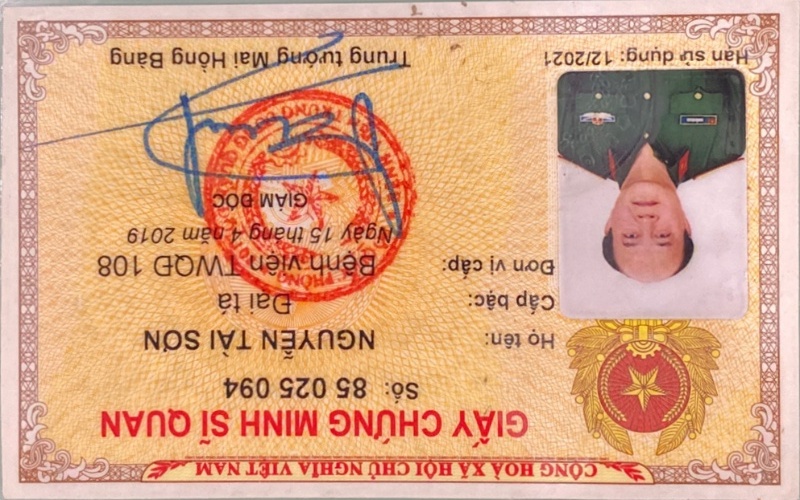 CỘNG HOÀ XÃ HỘI CHỦ NGHĨA VIỆT NAM
GIẤY CHỨNG MINH SĨ QUAN
Số: 85 025 094
Họ tên: NGUYỄN TÀI SƠN
Cấp bậc: Đại tá
Đơn vị cấp: Bệnh viện TWQĐ 108
Ngày 15 tháng 4 năm 2019
GIÁM ĐỐC
Hạn sử dụng: 12/2021
Trung tướng Mai Hồng Bàng